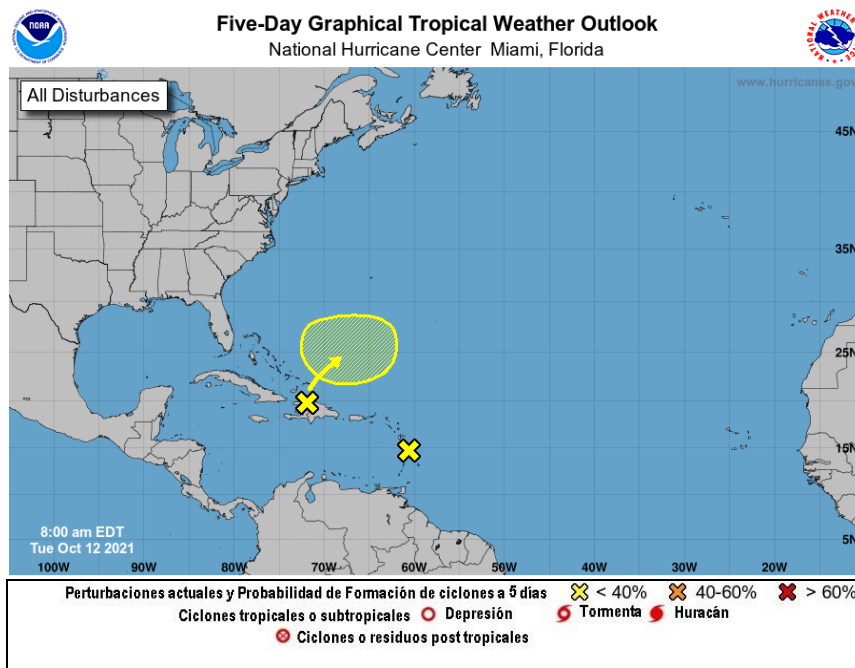 Five-Day Graphical Tropical Weather Outlook
National Hurricane Center Miami, Florida
NOAA
All Disturbances
www.hurricanes.gov
45N
35N
25N
15N
5N
8:00 am EDT
Tue Oct 12 2021
100W 90W 80W 70W 60W 50W 40W 30W 20W
Perturbaciones actuales y Probabilidad de Formación de ciclones a 5 días < 40% 40-60% > 60%
Ciclones tropicales o subtropicales Depresión Tormenta Huracán
Ciclones o residuos post tropicales